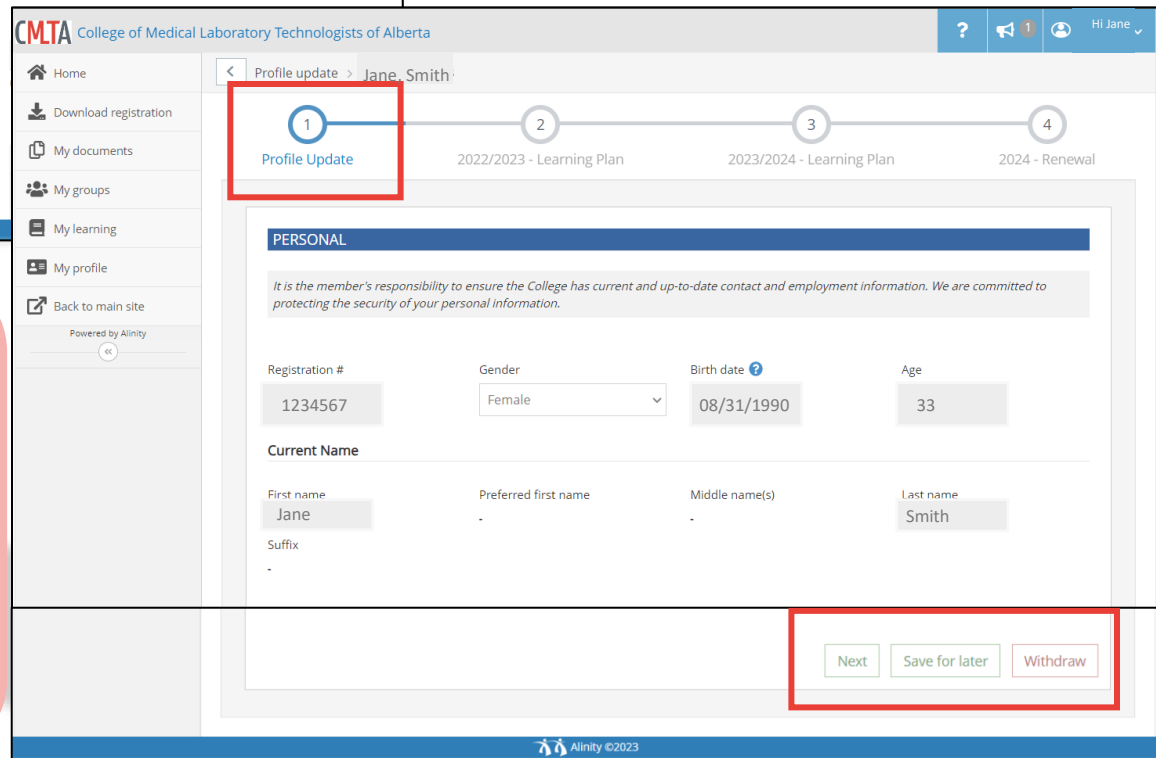 CMLTA College of Medical Laboratory Technologists of Alberta
? 1 Hi Jane
Home
Download registration
My documents
My groups
My learning
My profile
Back to main site
Powered by Alinity
Profile update > Jane, Smith
1 2 3 4
Profile Update 2022/2023 - Learning Plan 2023/2024 - Learning Plan 2024 - Renewal
PERSONAL
It is the member's responsibility to ensure the College has current and up-to-date contact and employment information. We are committed to
protecting the security of your personal information.
Registration # Gender Birth date ? Age
1234567 Female 08/31/1990 33
Current Name
First name Preferred first name Middle name(s) Last name
Jane - - Smith
Suffix
-
Next Save for later Withdraw
Alinity ©2023